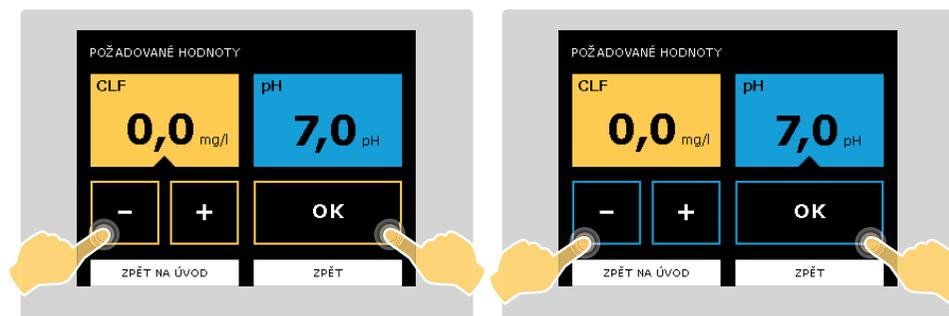 POŽADOVANÉ HODNOTY
CLF pH
0,0 mg/l 7,0 pH
− + OK
ZPĚT NA ÚVOD ZPĚT
POŽADOVANÉ HODNOTY
CLF pH
0,0 mg/l 7,0 pH
− + OK
ZPĚT NA ÚVOD ZPĚT